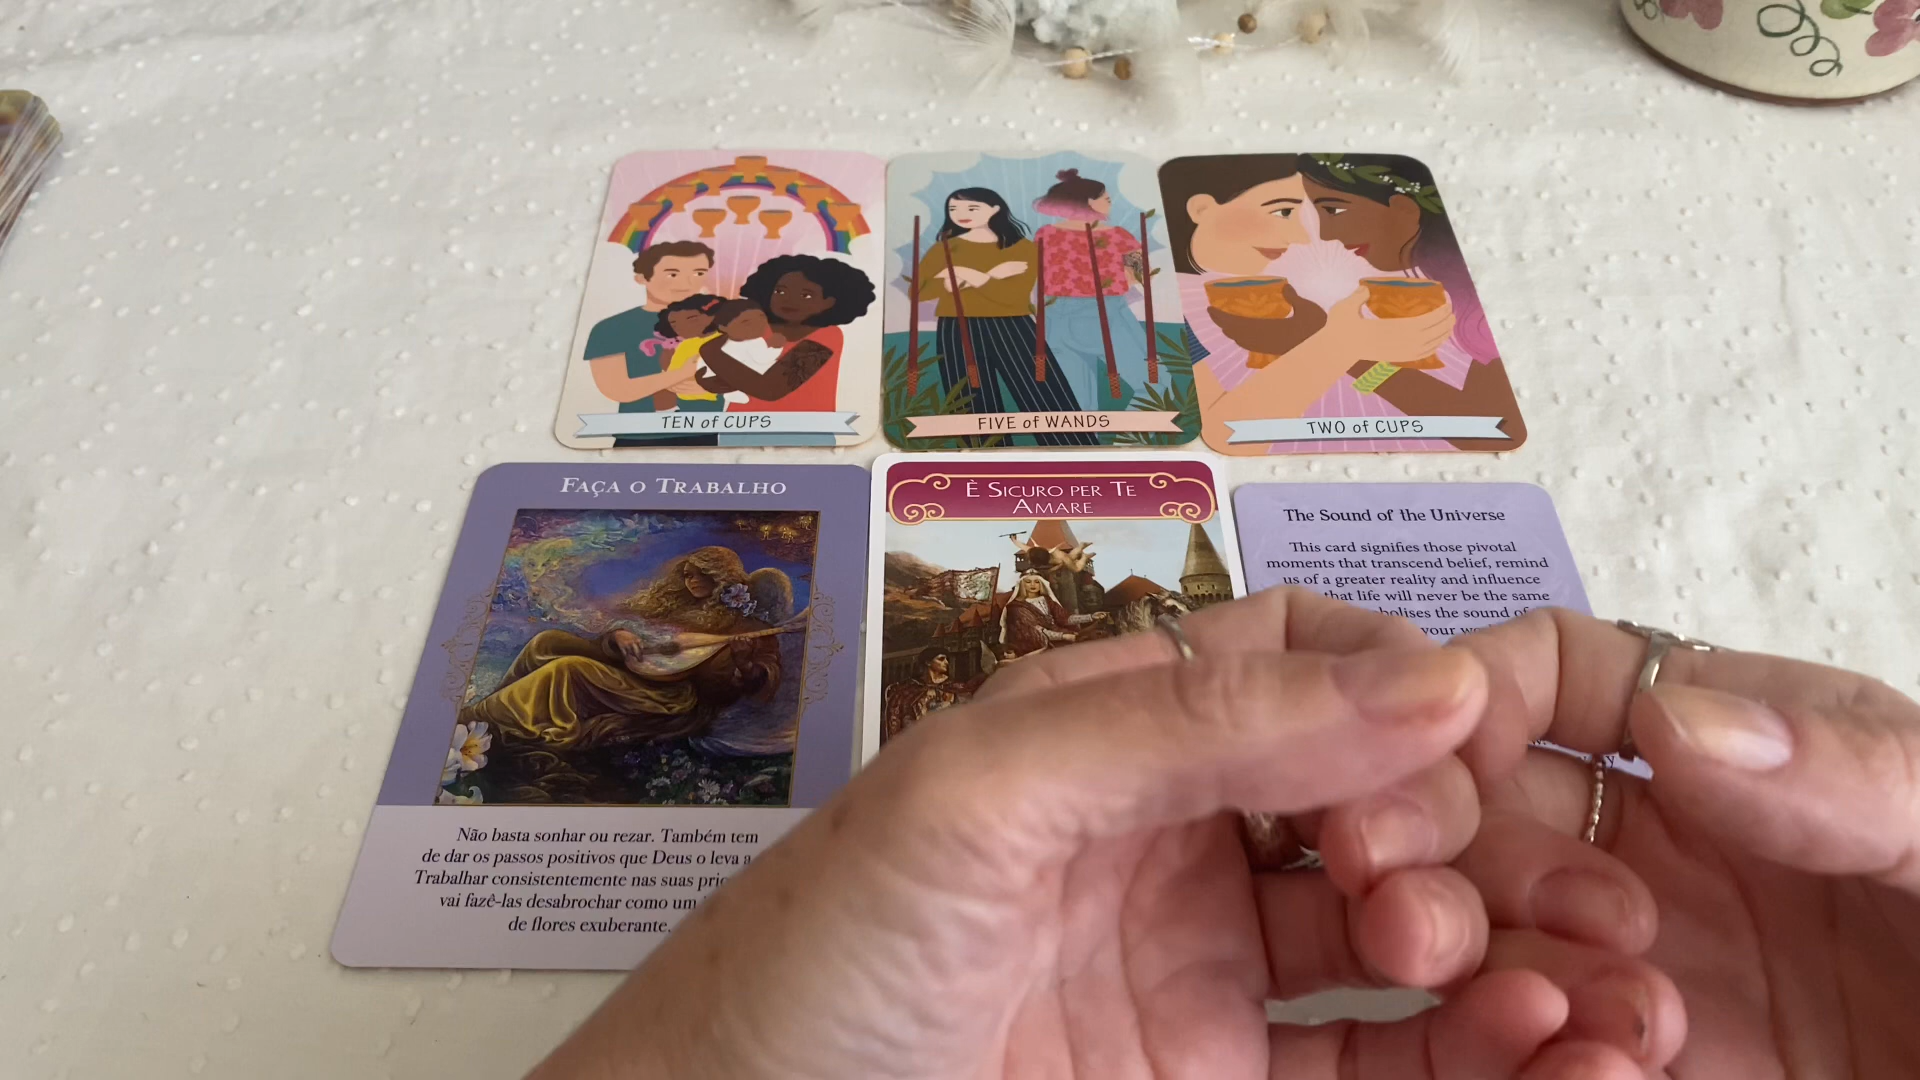 TEN of CUPS
FIVE of WANDS
TWO of CUPS
FAÇA O TRABALHO
Não basta sonhar ou rezar. Também tem
de dar os passos positivos que Deus o leva a
Trabalhar consistentemente nas suas
vai fazê-las desabrochar como um
de flores exuberante.
È SICURO PER TE
AMARE
The Sound of the Universe
This card signifies those pivotal
moments that transcend belief, remind
us of a greater reality and influence
that life will never be the same
the sound of
your